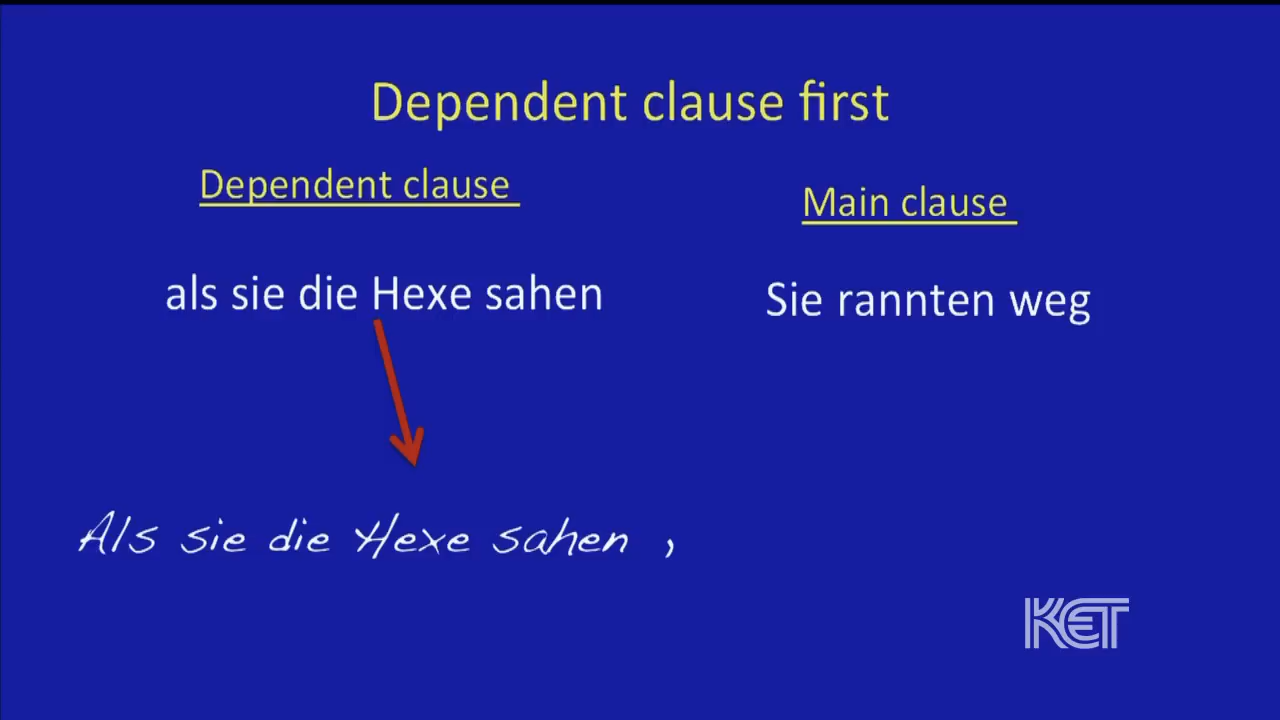 Dependent clause first
Dependent clause
Main clause
als sie die Hexe sahen
Sie rannten weg
Als sie die Hexe sahen ,
KET